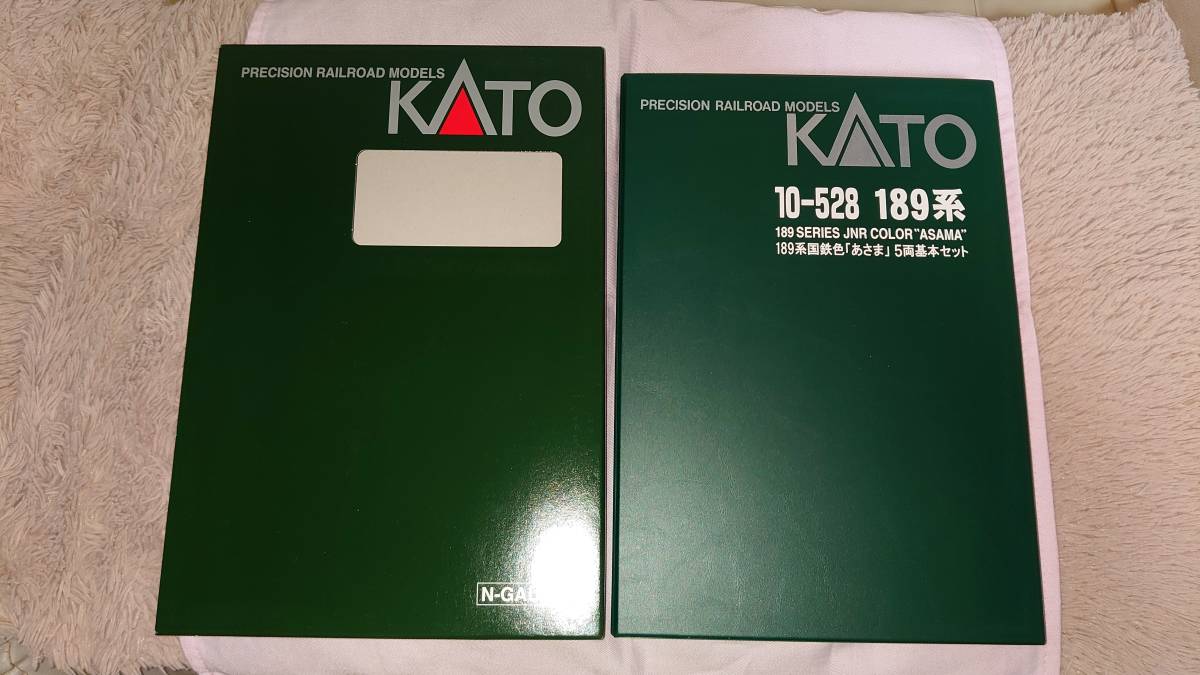 PRECISION RAILROAD MODELS
KATO
PRECISION RAILROAD MODELS
KATO
10-528 189系
189 SERIES JNR COLOR "ASAMA"
189系国鉄色「あさま」5両基本セット